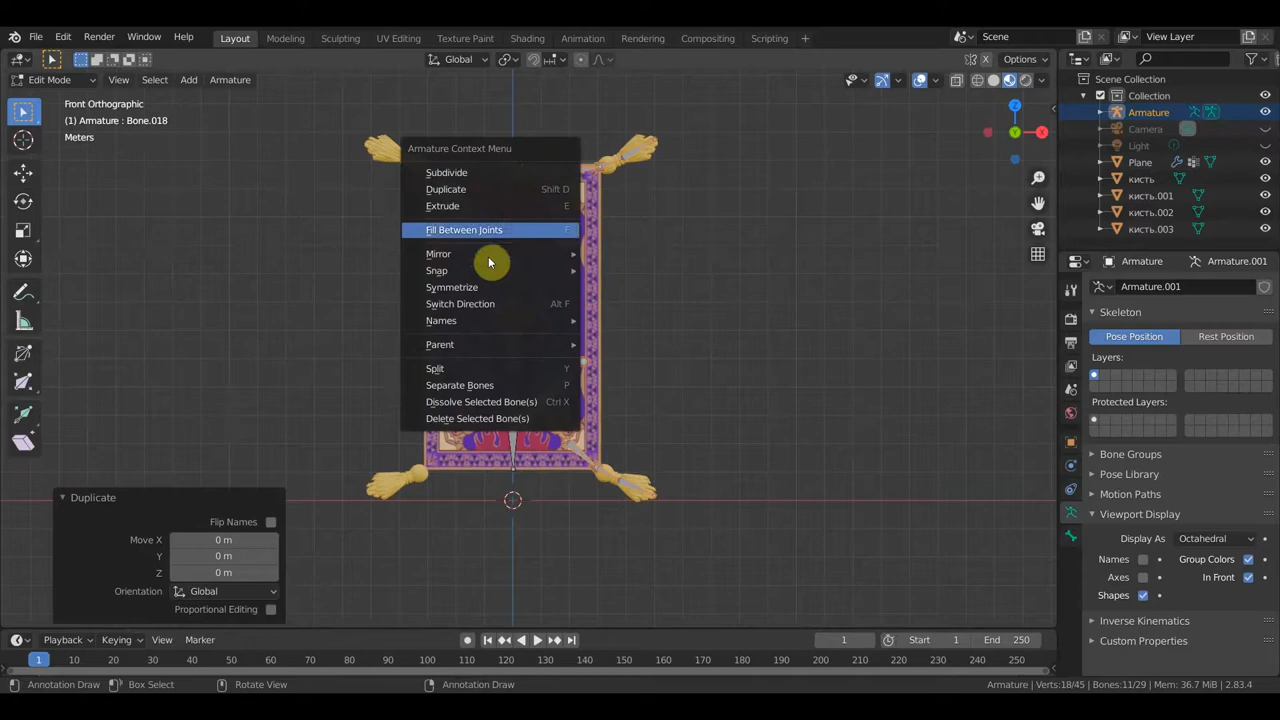 File Edit Render Window Help Layout Modeling Sculpting UV Editing Texture Paint Shading Animation Rendering Compositing Scripting + Scene View Layer
Global Options
Edit Mode View Select Add Armature
Front Orthographic
(1) Armature : Bone.018
Meters
Armature Context Menu
Subdivide
Duplicate Shift D
Extrude E
Fill Between Joints F
Mirror
Snap
Symmetrize
Switch Direction Alt F
Names
Parent
Split Y
Separate Bones P
Dissolve Selected Bone(s) Ctrl X
Delete Selected Bone(s)
Duplicate
Flip Names
Move X 0 m
Y 0 m
Z 0 m
Orientation Global
Proportional Editing
X
Y
Z
Scene Collection
Collection
Armature
Camera
Light
Plane
кисть
кисть.001
кисть.002
кисть.003
Armature Armature.001
Armature.001
Skeleton
Pose Position Rest Position
Layers:
Protected Layers:
Bone Groups
Pose Library
Motion Paths
Viewport Display
Display As Octahedral
Names Group Colors
Axes In Front
Shapes
Inverse Kinematics
Custom Properties
Playback Keying View Marker 1 Start 1 End 250
1 10 20 30 40 50 60 70 80 90 100 110 120 130 140 150 160 170 180 190 200 210 220 230 240 250
Annotation Draw Box Select Rotate View Annotation Draw Armature | Verts:18/45 | Bones:11/29 | Mem: 36.7 MiB | 2.83.4